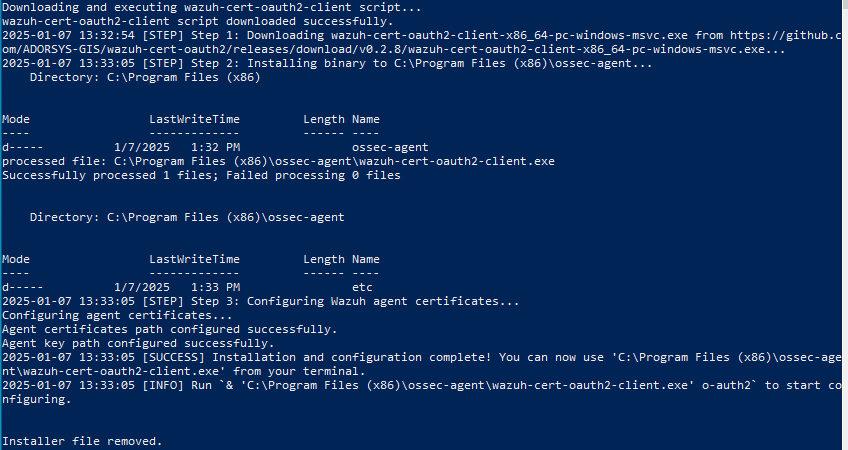 Downloading and executing wazuh-cert-oauth2-client script...
wazuh-cert-oauth2-client script downloaded successfully.
2025-01-07 13:32:54 [STEP] Step 1: Downloading wazuh-cert-oauth2-client-x86_64-pc-windows-msvc.exe from https://github.c
om/ADORSYS-GIS/wazuh-cert-oauth2/releases/download/v0.2.8/wazuh-cert-oauth2-client-x86_64-pc-windows-msvc.exe...
2025-01-07 13:33:05 [STEP] Step 2: Installing binary to C:\Program Files (x86)\ossec-agent...
    Directory: C:\Program Files (x86)
Mode                 LastWriteTime         Length Name
----                 -------------         ------ ----
d-----          1/7/2025   1:32 PM                ossec-agent
processed file: C:\Program Files (x86)\ossec-agent\wazuh-cert-oauth2-client.exe
Successfully processed 1 files; Failed processing 0 files
    Directory: C:\Program Files (x86)\ossec-agent
Mode                 LastWriteTime         Length Name
----                 -------------         ------ ----
d-----          1/7/2025   1:33 PM                etc
2025-01-07 13:33:05 [STEP] Step 3: Configuring Wazuh agent certificates...
Configuring agent certificates...
Agent certificates path configured successfully.
Agent key path configured successfully.
2025-01-07 13:33:05 [SUCCESS] Installation and configuration complete! You can now use 'C:\Program Files (x86)\ossec-age
nt\wazuh-cert-oauth2-client.exe' from your terminal.
2025-01-07 13:33:05 [INFO] Run `& 'C:\Program Files (x86)\ossec-agent\wazuh-cert-oauth2-client.exe' o-auth2` to start co
nfiguring.
Installer file removed.